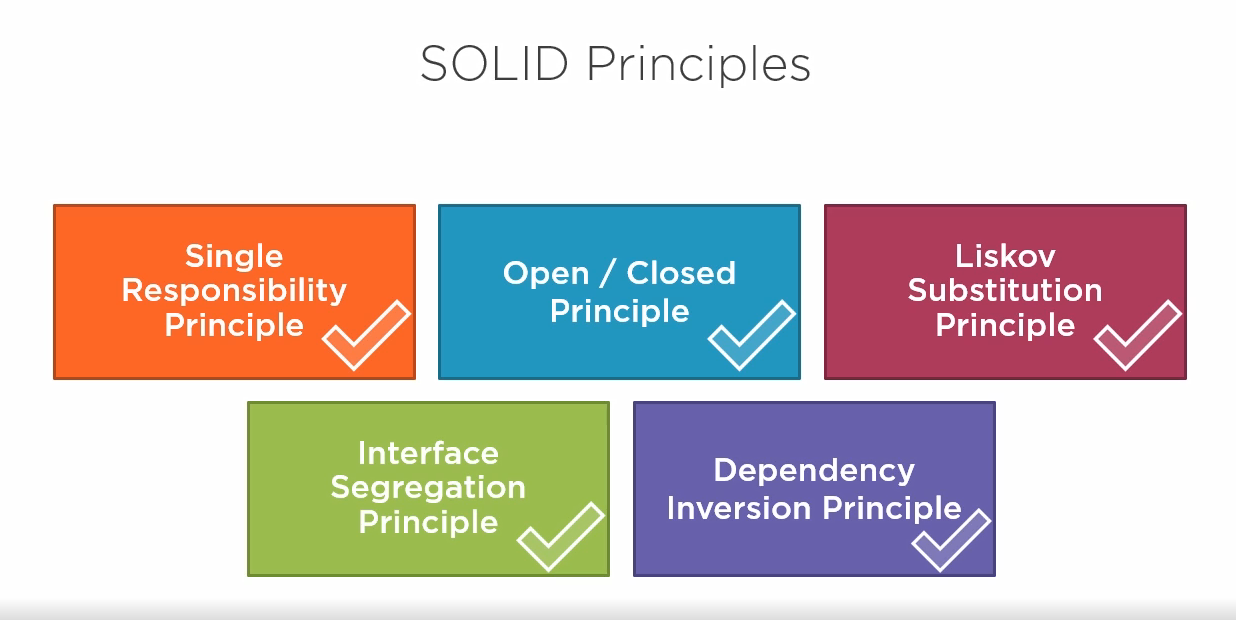 SOLID Principles
Single
Responsibility
Principle
Open / Closed
Principle
Liskov
Substitution
Principle
Interface
Segregation
Principle
Dependency
Inversion Principle